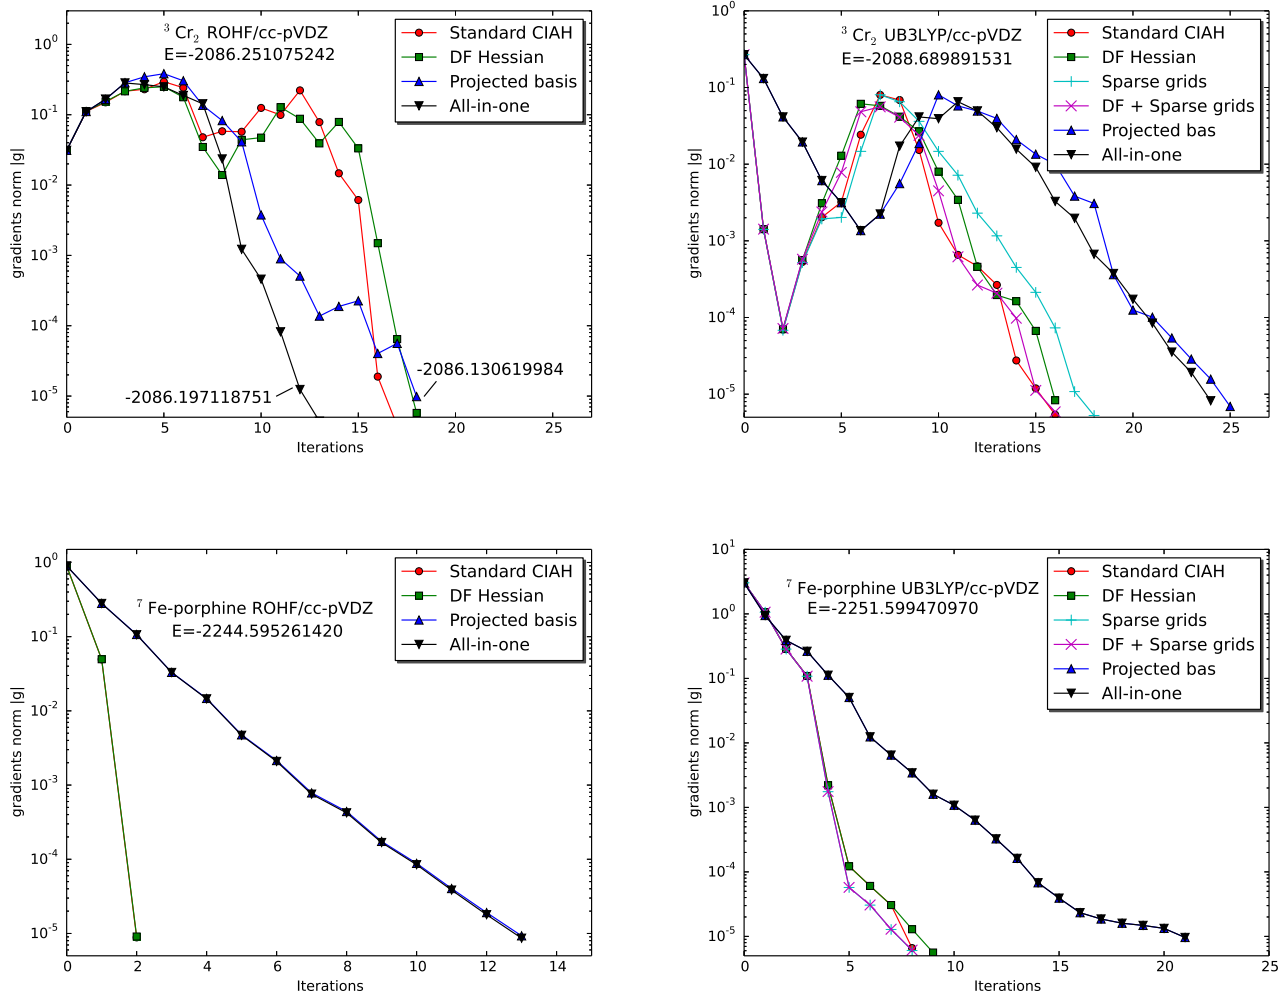 ³ Cr₂ ROHF/cc-pVDZ
E=-2086.251075242
Standard CIAH
DF Hessian
Projected basis
All-in-one
10⁰
10⁻¹
10⁻²
10⁻³
10⁻⁴
10⁻⁵
gradients norm |g|
-2086.130619984
-2086.197118751
0 5 10 15 20 25
Iterations
³ Cr₂ UB3LYP/cc-pVDZ
E=-2088.689891531
Standard CIAH
DF Hessian
Sparse grids
DF + Sparse grids
Projected bas
All-in-one
10⁰
10⁻¹
10⁻²
10⁻³
10⁻⁴
10⁻⁵
gradients norm |g|
0 5 10 15 20 25
Iterations
⁷ Fe-porphine ROHF/cc-pVDZ
E=-2244.595261420
Standard CIAH
DF Hessian
Projected basis
All-in-one
10⁰
10⁻¹
10⁻²
10⁻³
10⁻⁴
10⁻⁵
gradients norm |g|
0 2 4 6 8 10 12 14
Iterations
⁷ Fe-porphine UB3LYP/cc-pVDZ
E=-2251.599470970
Standard CIAH
DF Hessian
Sparse grids
DF + Sparse grids
Projected bas
All-in-one
10¹
10⁰
10⁻¹
10⁻²
10⁻³
10⁻⁴
10⁻⁵
gradients norm |g|
0 5 10 15 20 25
Iterations